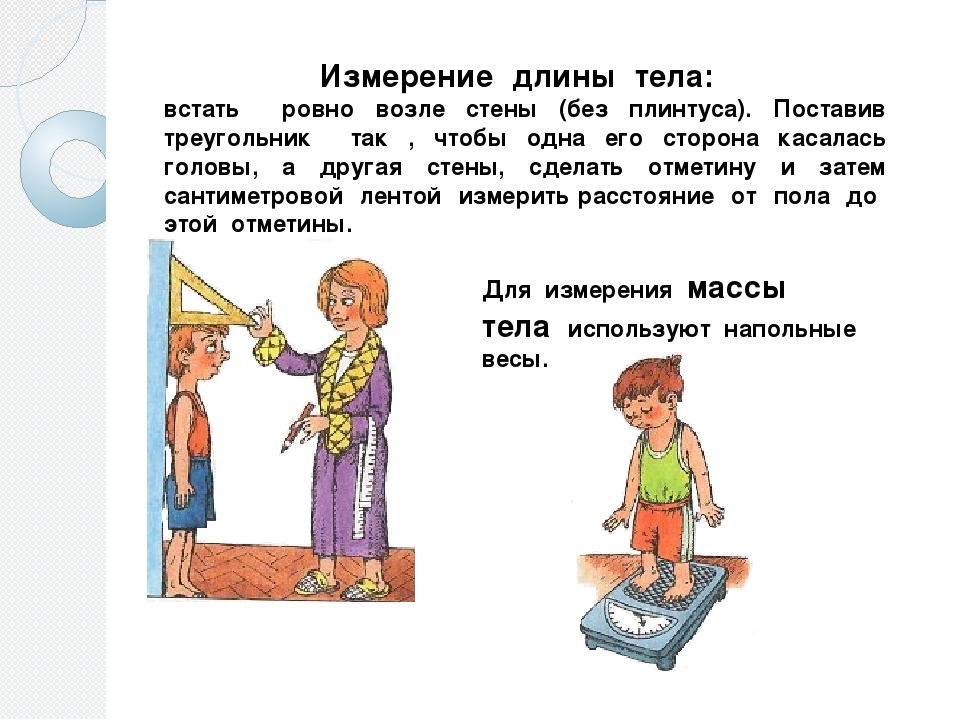 Измерение длины тела:
встать ровно возле стены (без плинтуса). Поставив
треугольник так , чтобы одна его сторона касалась
головы, а другая стены, сделать отметину и затем
сантиметровой лентой измерить расстояние от пола до
этой отметины.
Для измерения массы
тела используют напольные
весы.